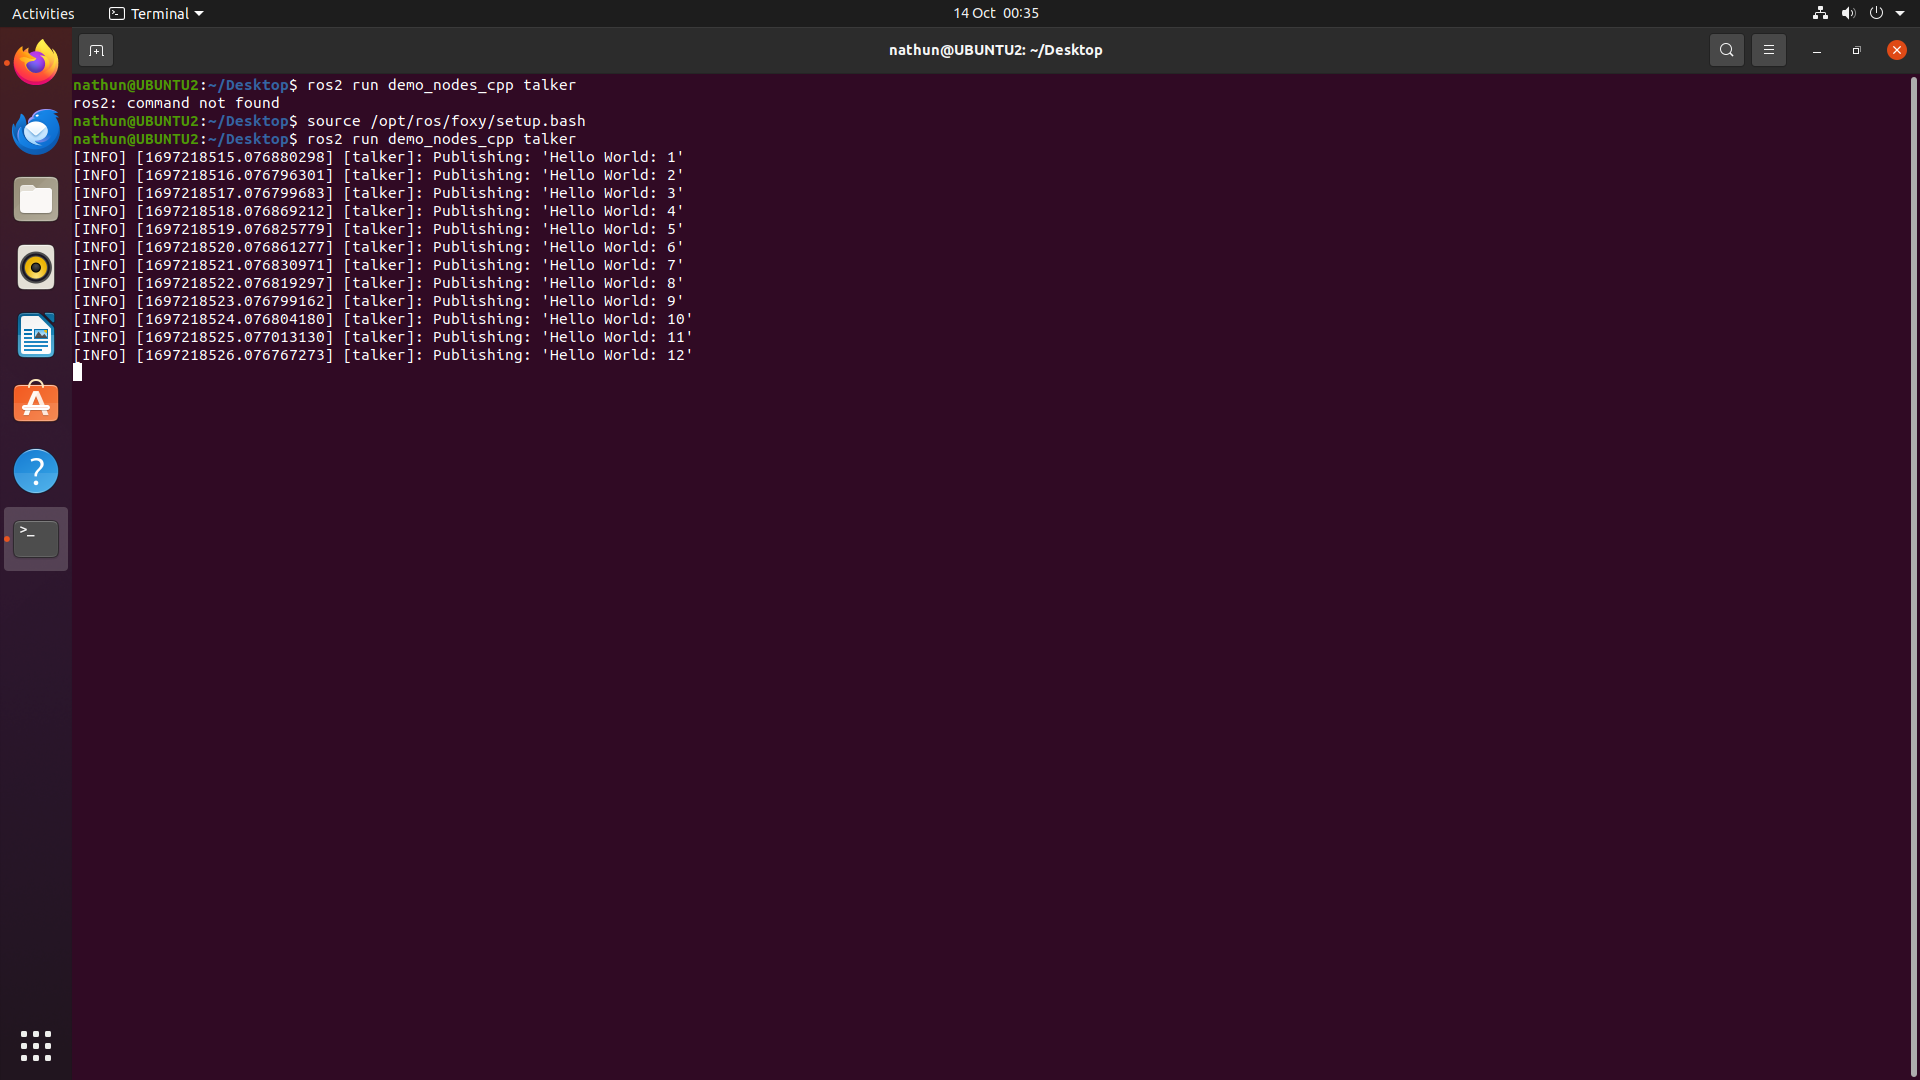 Activities
Terminal
14 Oct 00:35
nathun@UBUNTU2: ~/Desktop
nathun@UBUNTU2:~/Desktop$ ros2 run demo_nodes_cpp talker
ros2: command not found
nathun@UBUNTU2:~/Desktop$ source /opt/ros/foxy/setup.bash
nathun@UBUNTU2:~/Desktop$ ros2 run demo_nodes_cpp talker
[INFO] [1697218515.076880298] [talker]: Publishing: 'Hello World: 1'
[INFO] [1697218516.076796301] [talker]: Publishing: 'Hello World: 2'
[INFO] [1697218517.076799683] [talker]: Publishing: 'Hello World: 3'
[INFO] [1697218518.076869212] [talker]: Publishing: 'Hello World: 4'
[INFO] [1697218519.076825779] [talker]: Publishing: 'Hello World: 5'
[INFO] [1697218520.076861277] [talker]: Publishing: 'Hello World: 6'
[INFO] [1697218521.076830971] [talker]: Publishing: 'Hello World: 7'
[INFO] [1697218522.076819297] [talker]: Publishing: 'Hello World: 8'
[INFO] [1697218523.076799162] [talker]: Publishing: 'Hello World: 9'
[INFO] [1697218524.076804180] [talker]: Publishing: 'Hello World: 10'
[INFO] [1697218525.077013130] [talker]: Publishing: 'Hello World: 11'
[INFO] [1697218526.076767273] [talker]: Publishing: 'Hello World: 12'